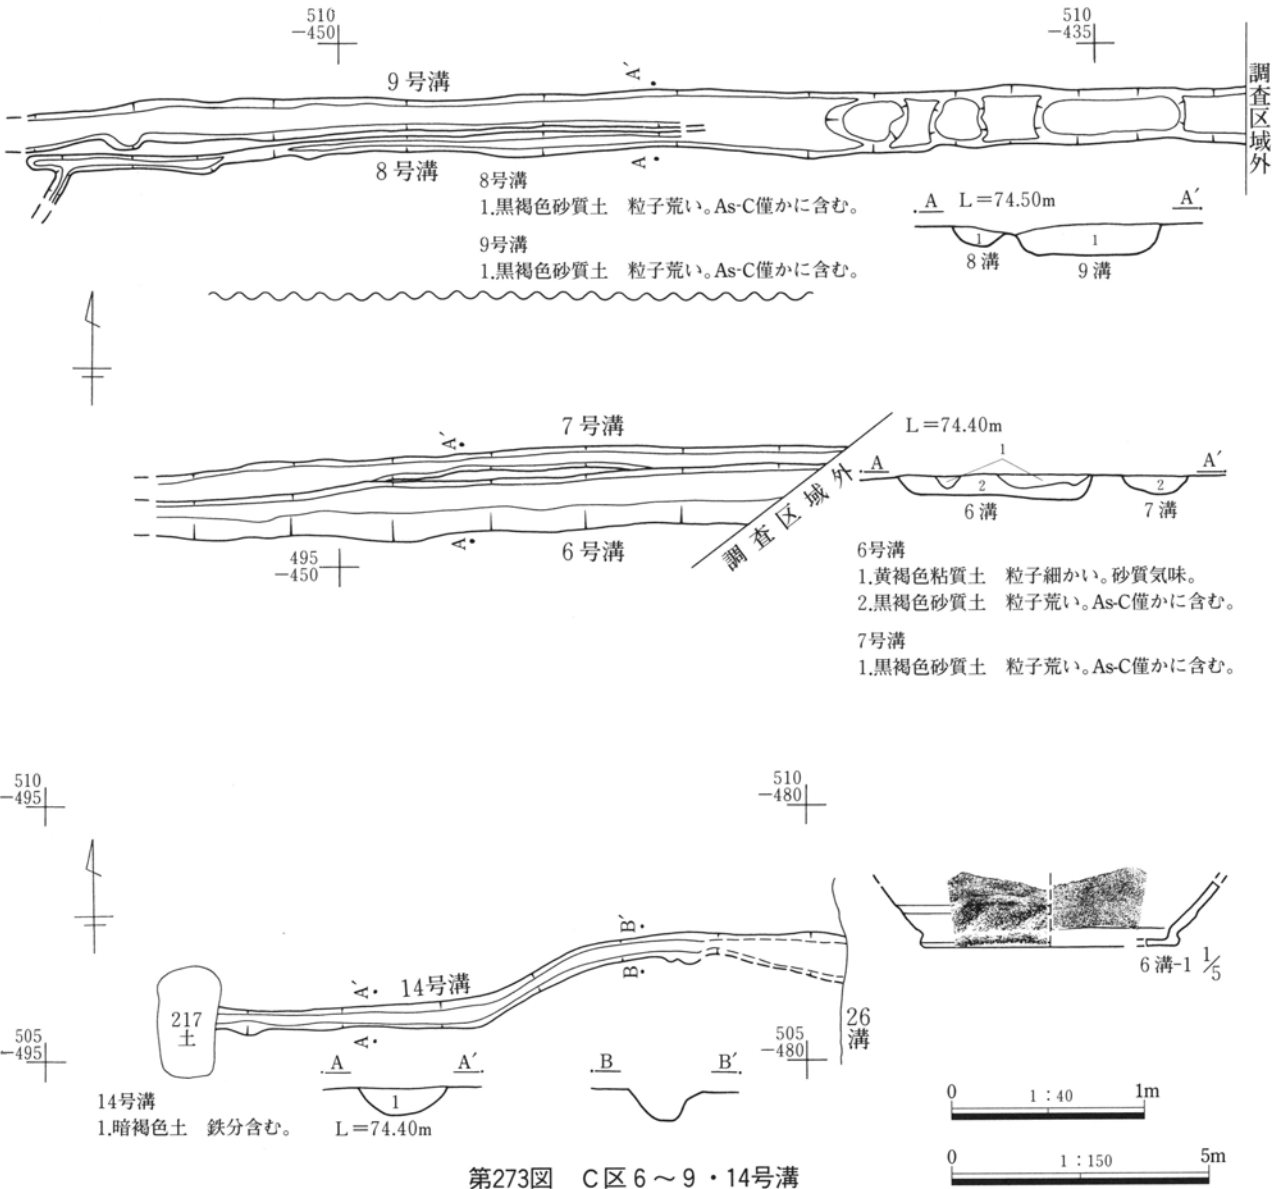 510
−450
510
−435
調査区域外
9号溝
A′
8号溝
A
8号溝
1.黒褐色砂質土　粒子荒い。As-C僅かに含む。
9号溝
1.黒褐色砂質土　粒子荒い。As-C僅かに含む。
A　L＝74.50m　A′
1　1
8溝　9溝
7号溝
A′
6号溝
A
調査区域外
495
−450
L＝74.40m
1
A　A′
2　2
6溝　7溝
6号溝
1.黄褐色粘質土　粒子細かい。砂質気味。
2.黒褐色砂質土　粒子荒い。As-C僅かに含む。
7号溝
1.黒褐色砂質土　粒子荒い。As-C僅かに含む。
510
−495
510
−480
B′
B
A′
14号溝
A
217
土
26
溝
505
−495
505
−480
6溝-1　1/5
A　A′
1
L＝74.40m
B　B′
14号溝
1.暗褐色土　鉄分含む。
0　1：40　1m
0　1：150　5m
第273図　C区6～9・14号溝